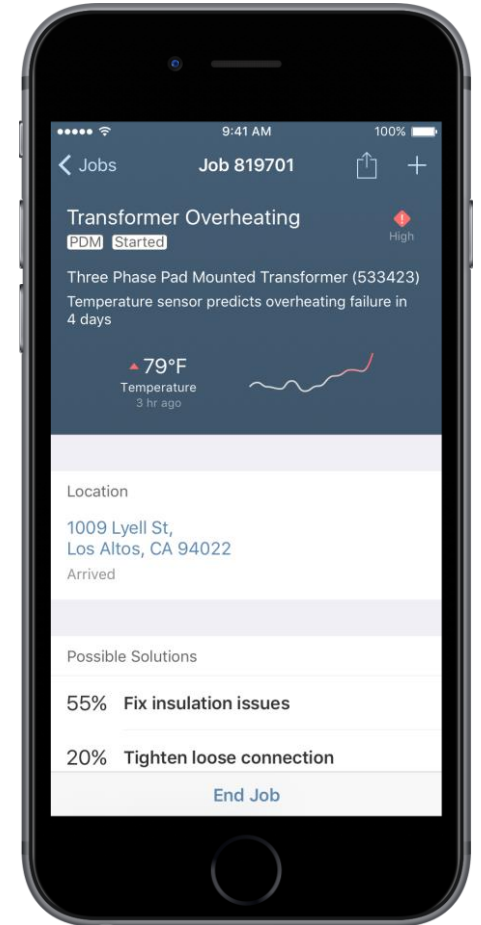 9:41 AM
100%
Jobs
Job 819701
Transformer Overheating
PDM Started
High
Three Phase Pad Mounted Transformer (533423)
Temperature sensor predicts overheating failure in
4 days
79°F
Temperature
3 hr ago
Location
1009 Lyell St,
Los Altos, CA 94022
Arrived
Possible Solutions
55% Fix insulation issues
20% Tighten loose connection
End Job